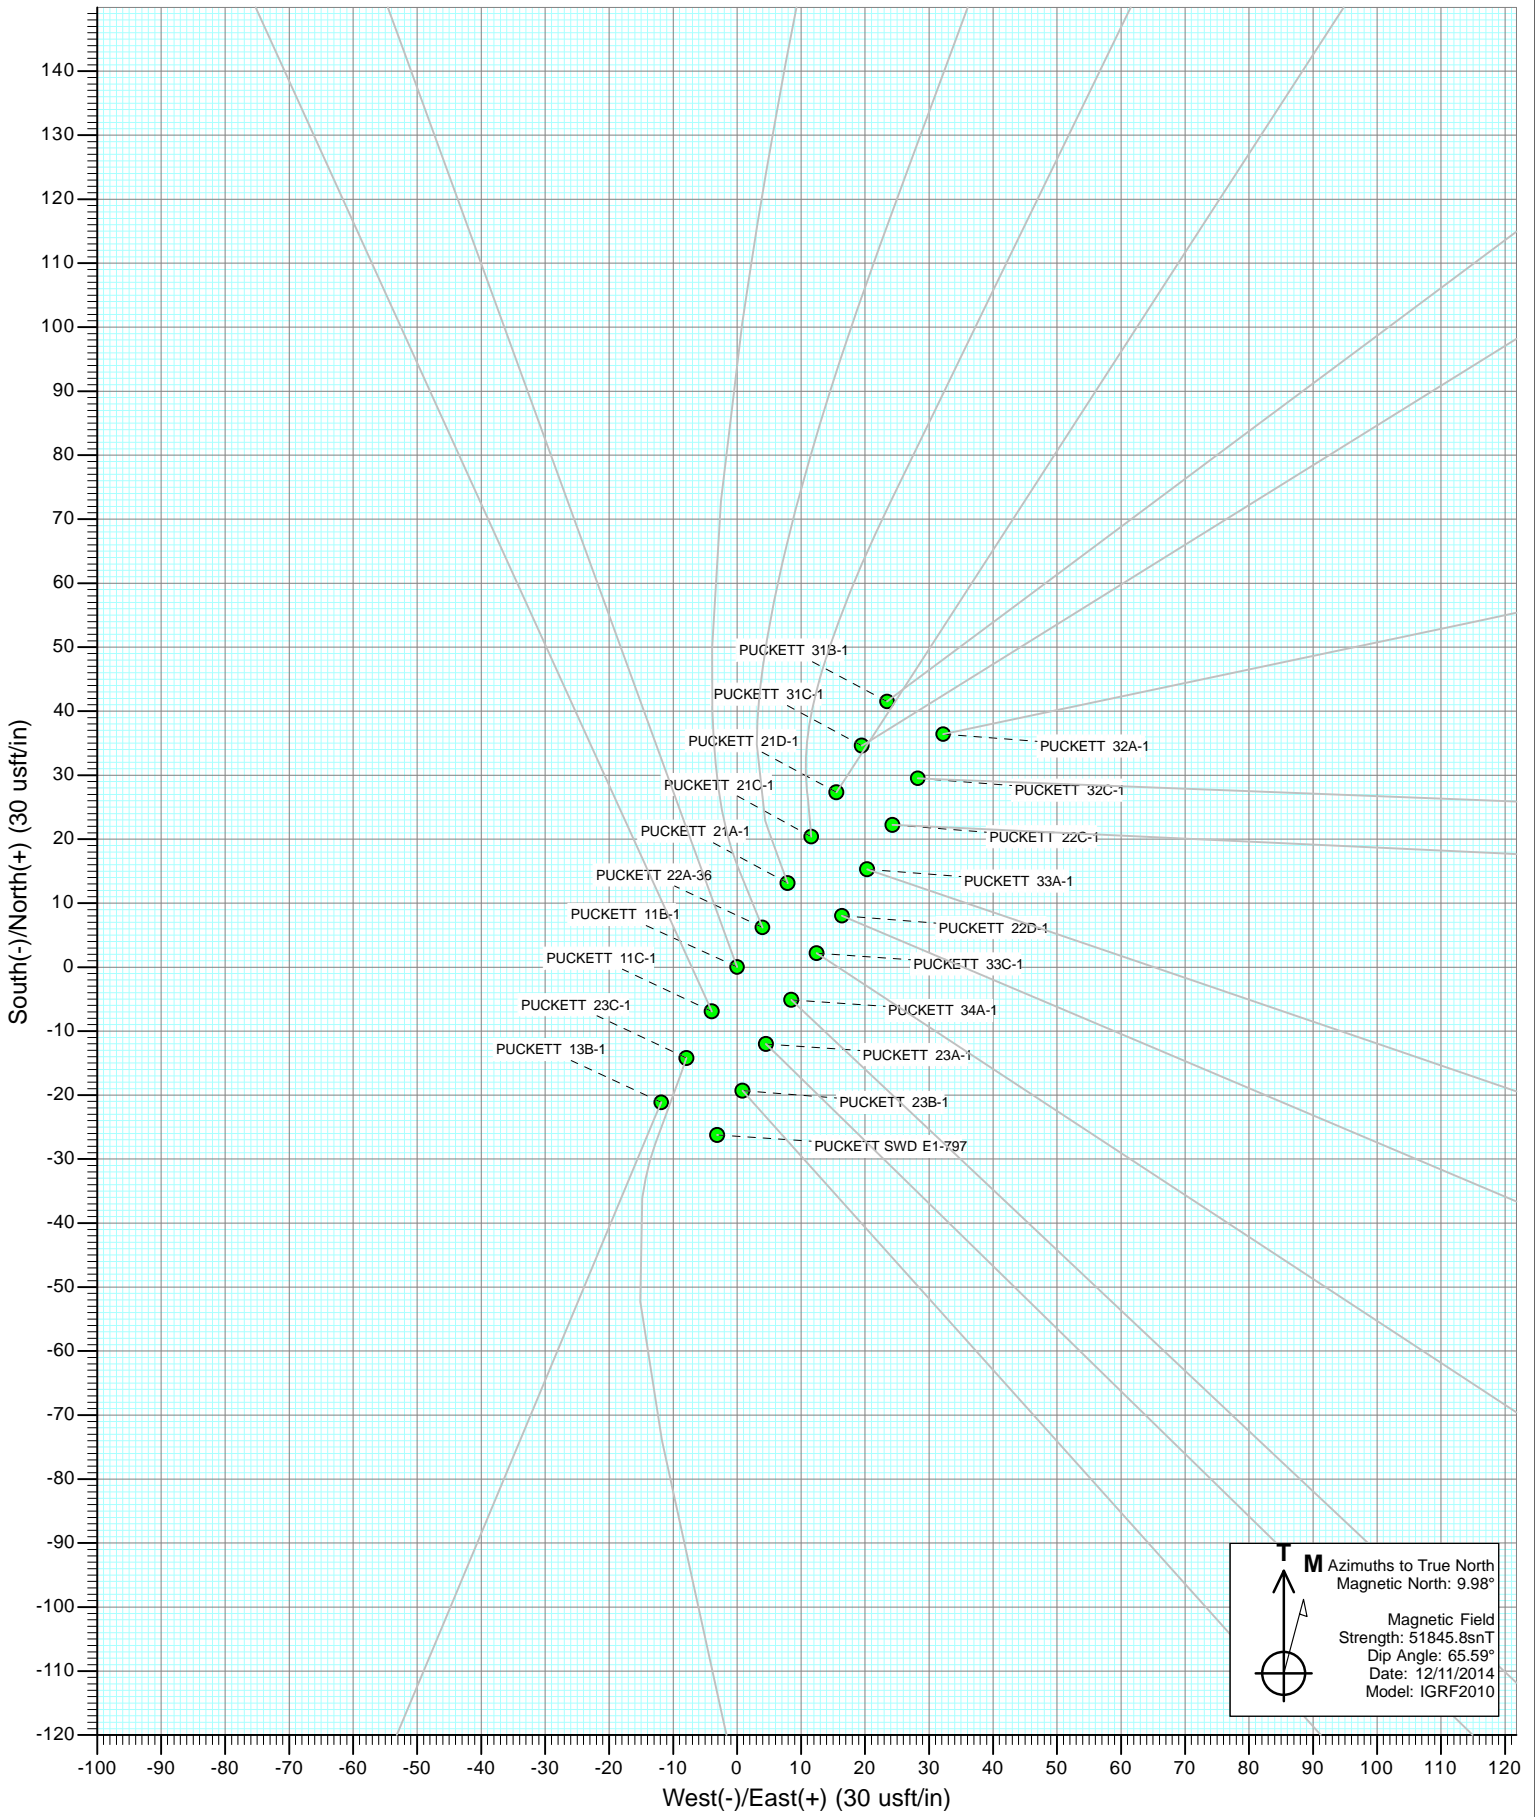 140
130
120
110
100
90
80
70
60
50
40
30
20
10
0
-10
-20
-30
-40
-50
-60
-70
-80
-90
-100
-110
-120
South(-)/North(+) (30 usft/in)
PUCKETT 31B-1
PUCKETT 31C-1
PUCKETT 21D-1
PUCKETT 32A-1
PUCKETT 21C-1
PUCKETT 32C-1
PUCKETT 21A-1
PUCKETT 22C-1
PUCKETT 22A-36
PUCKETT 33A-1
PUCKETT 11B-1
PUCKETT 22D-1
PUCKETT 11C-1
PUCKETT 33C-1
PUCKETT 23C-1
PUCKETT 34A-1
PUCKETT 13B-1
PUCKETT 23A-1
PUCKETT 23B-1
PUCKETT SWD E1-797
T
M Azimuths to True North
Magnetic North: 9.98°
Magnetic Field
Strength: 51845.8snT
Dip Angle: 65.59°
Date: 12/11/2014
Model: IGRF2010
-100 -90 -80 -70 -60 -50 -40 -30 -20 -10 0 10 20 30 40 50 60 70 80 90 100 110 120
West(-)/East(+) (30 usft/in)